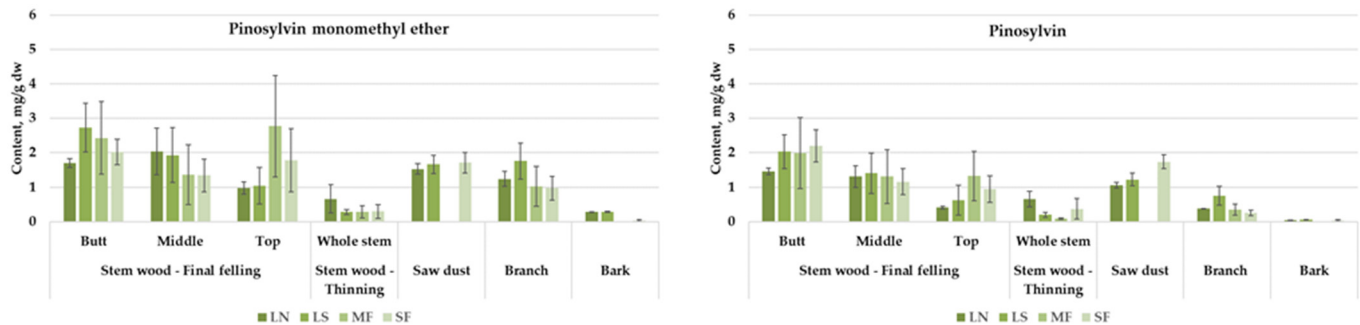 Pinosylvin monomethyl ether
Content, mg/g dw
6
5
4
3
2
1
0
Butt Middle Top Whole stem
Stem wood - Final felling Stem wood - Thinning Saw dust Branch Bark
LN LS MF SF
Pinosylvin
Content, mg/g dw
6
5
4
3
2
1
0
Butt Middle Top Whole stem
Stem wood - Final felling Stem wood - Thinning Saw dust Branch Bark
LN LS MF SF